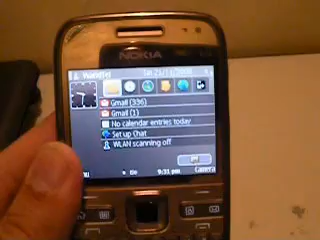 NOKIA
Gmail (336)
Gmail (1)
No calendar entries today
Set up Chat
WLAN scanning off
9:31 pm
Camera